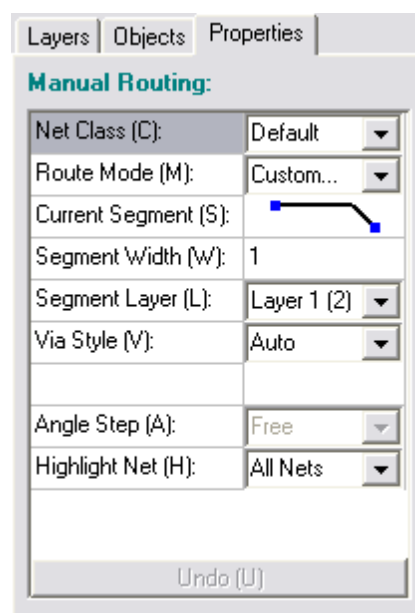 Layers Objects Properties
Manual Routing:
Net Class (C): Default
Route Mode (M): Custom...
Current Segment (S):
Segment Width (W): 1
Segment Layer (L): Layer 1 (2)
Via Style (V): Auto
Angle Step (A): Free
Highlight Net (H): All Nets
Undo (U)